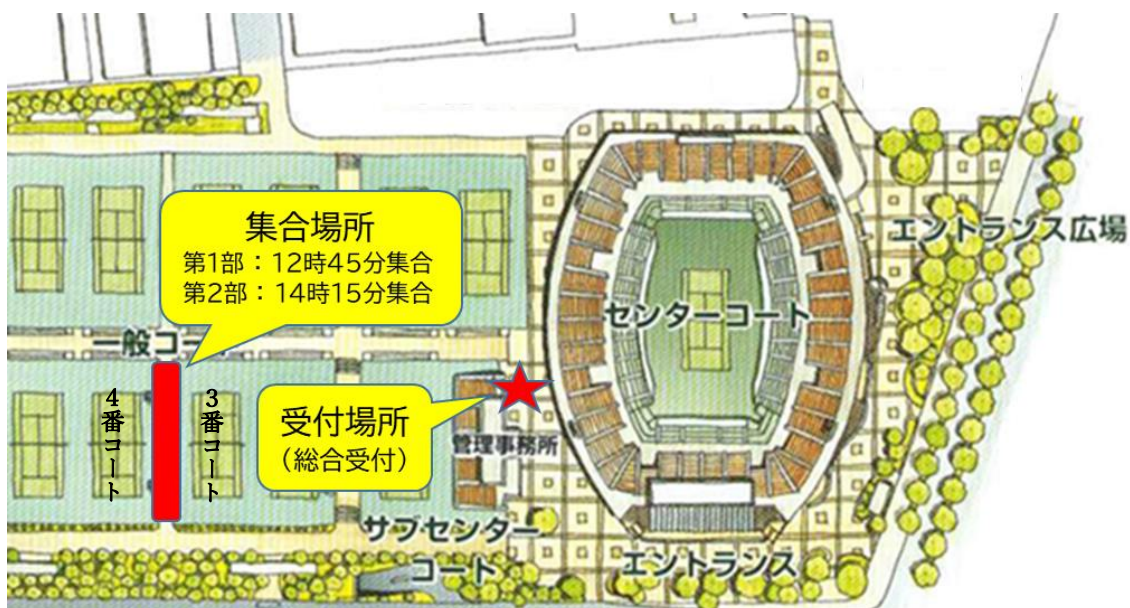 集合場所
第1部：12時45分集合
第2部：14時15分集合
エントランス広場
センターコート
一般コート
4番コート
3番コート
受付場所
（総合受付）
管理事務所
サブセンター
コート
エントランス